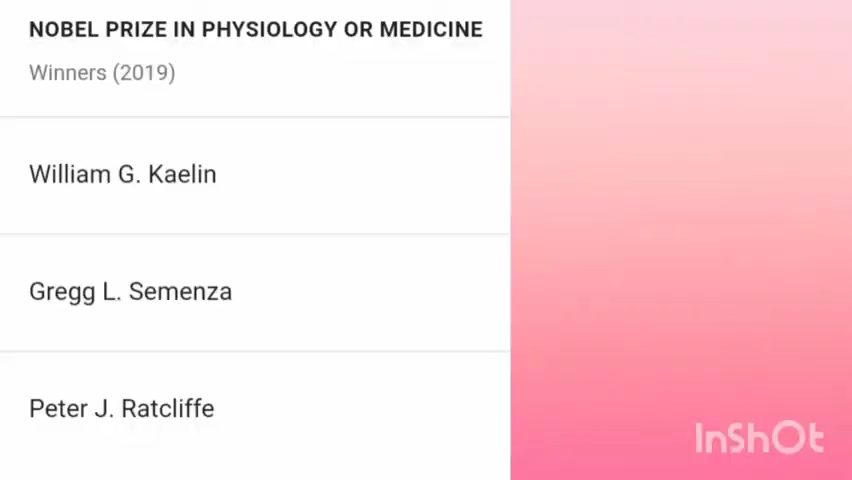 NOBEL PRIZE IN PHYSIOLOGY OR MEDICINE
Winners (2019)
William G. Kaelin
Gregg L. Semenza
Peter J. Ratcliffe
InShOt